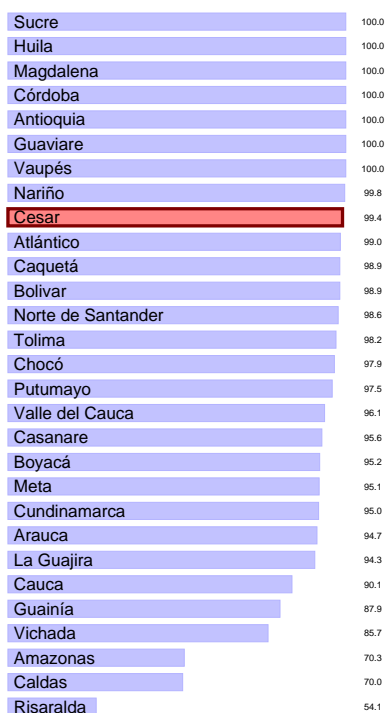 Sucre 100.0
Huila 100.0
Magdalena 100.0
Córdoba 100.0
Antioquia 100.0
Guaviare 100.0
Vaupés 100.0
Nariño 99.8
Cesar 99.4
Atlántico 99.0
Caquetá 98.9
Bolivar 98.9
Norte de Santander 98.6
Tolima 98.2
Chocó 97.9
Putumayo 97.5
Valle del Cauca 96.1
Casanare 95.6
Boyacá 95.2
Meta 95.1
Cundinamarca 95.0
Arauca 94.7
La Guajira 94.3
Cauca 90.1
Guainía 87.9
Vichada 85.7
Amazonas 70.3
Caldas 70.0
Risaralda 54.1